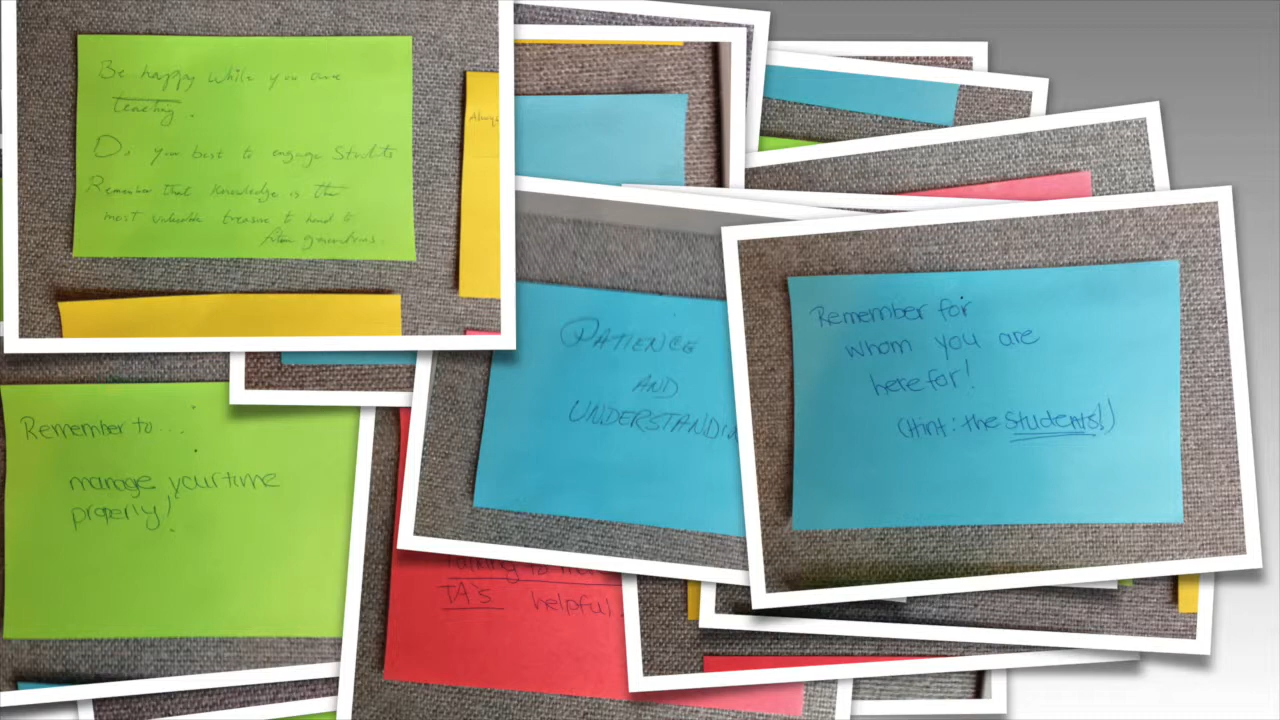 Be happy while you are
teaching.
Do your best to engage Students
Remember that Knowledge is the
most valuable treasure to hand to
future generations.
Always
PATIENCE
AND
Remember for
whom you are
here for!
(Hint: the Students!)
Remember to...
manage your time
properly!
TA's helpful.